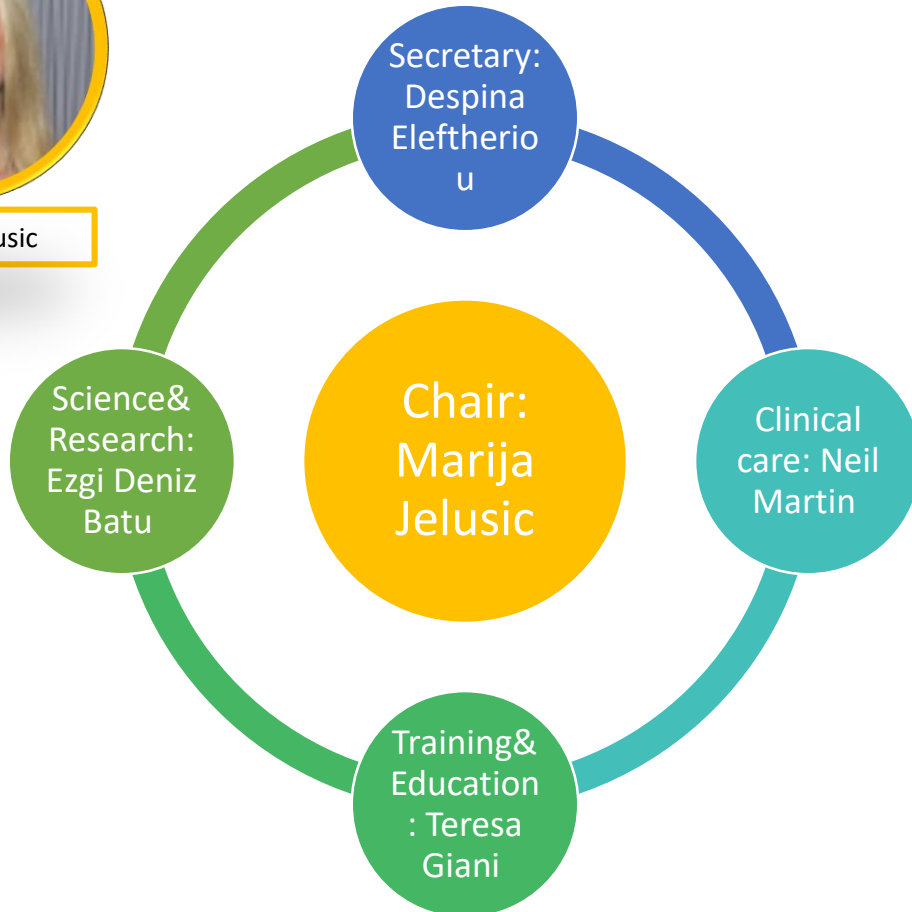 Secretary:
Despina
Eleftherio
u
usic
Chair:
Marija
Jelusic
Science&
Research:
Ezgi Deniz
Batu
Clinical
care: Neil
Martin
Training&
Education
: Teresa
Giani